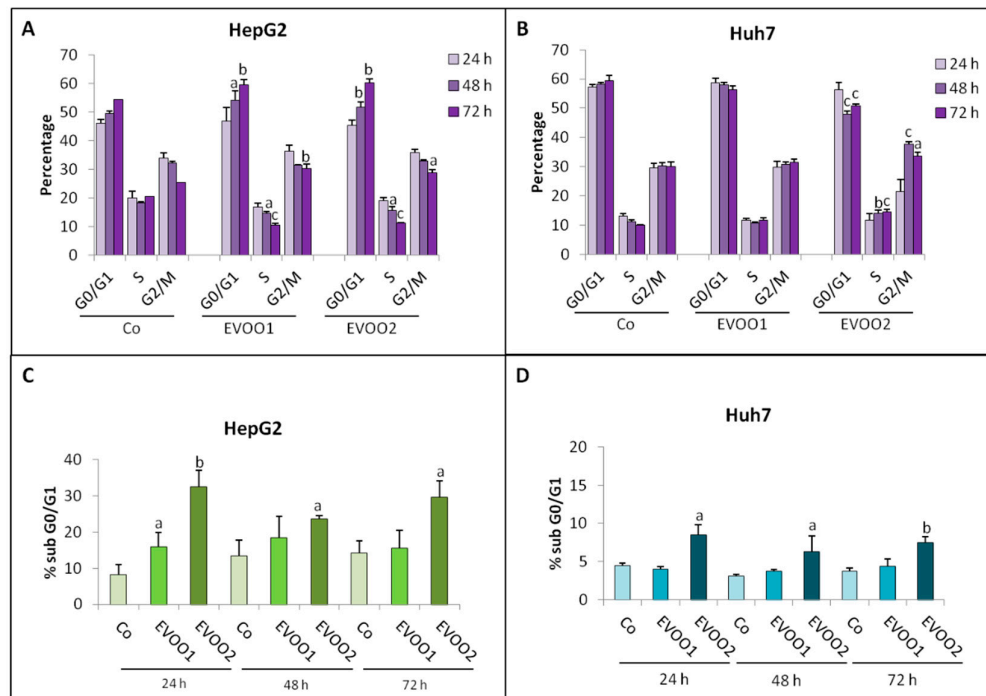 A
HepG2
24 h
48 h
72 h
Percentage
70
60
50
40
30
20
10
0
a
b
a
c
b
b
b
a
c
a
G0/G1
S
G2/M
G0/G1
S
G2/M
G0/G1
S
G2/M
Co
EVOO1
EVOO2
B
Huh7
24 h
48 h
72 h
Percentage
70
60
50
40
30
20
10
0
c
c
b
c
c
a
G0/G1
S
G2/M
G0/G1
S
G2/M
G0/G1
S
G2/M
Co
EVOO1
EVOO2
C
HepG2
% sub G0/G1
40
30
20
10
0
a
b
a
a
Co
EVOO1
EVOO2
Co
EVOO1
EVOO2
Co
EVOO1
EVOO2
24 h
48 h
72 h
D
Huh7
% sub G0/G1
20
15
10
5
0
a
a
b
Co
EVOO1
EVOO2
Co
EVOO1
EVOO2
Co
EVOO1
EVOO2
24 h
48 h
72 h